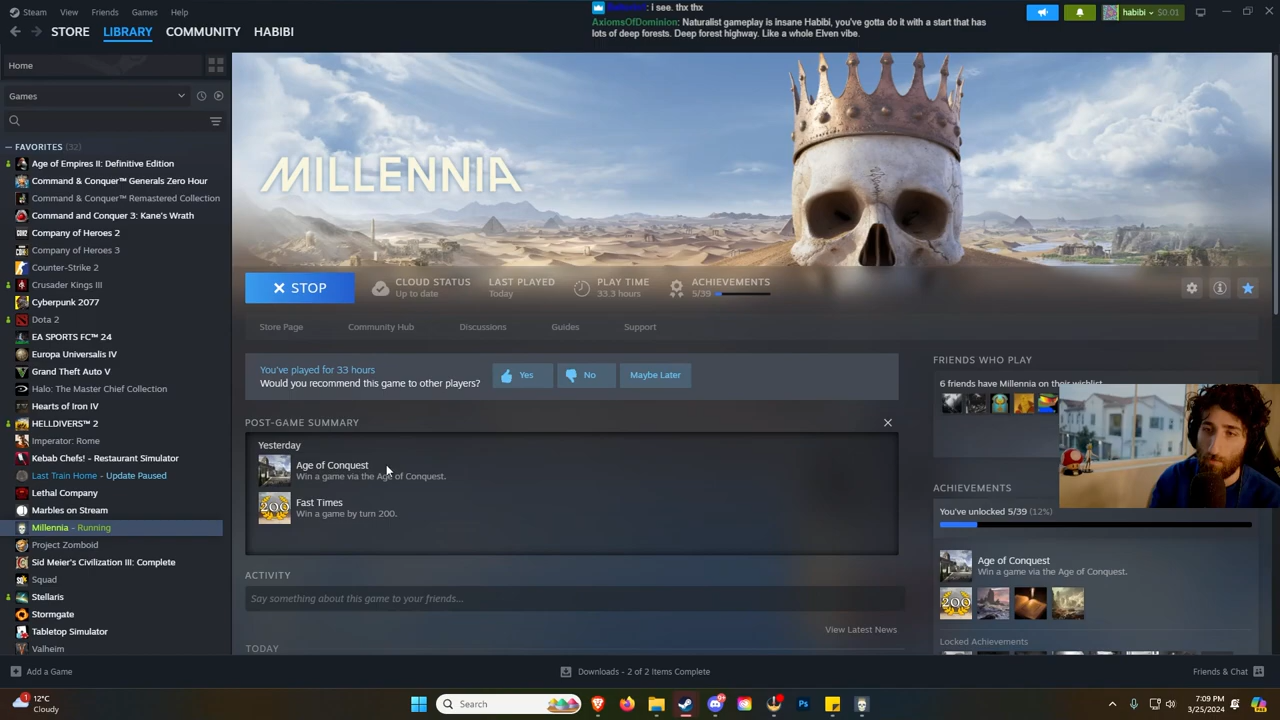 Steam View Friends Games Help
: i see. thx thx
AxiomsOfDominion: Naturalist gameplay is insane Habibi, you've gotta do it with a start that has
lots of deep forests. Deep forest highway. Like a whole Elven vibe.
habibi $0.01
STORE LIBRARY COMMUNITY HABIBI
Home
Games
FAVORITES (32)
Age of Empires II: Definitive Edition
Command & Conquer™ Generals Zero Hour
Command & Conquer™ Remastered Collection
Command and Conquer 3: Kane's Wrath
Company of Heroes 2
Company of Heroes 3
Counter-Strike 2
Crusader Kings III
Cyberpunk 2077
Dota 2
EA SPORTS FC™ 24
Europa Universalis IV
Grand Theft Auto V
Halo: The Master Chief Collection
Hearts of Iron IV
HELLDIVERS™ 2
Imperator: Rome
Kebab Chefs! - Restaurant Simulator
Last Train Home - Update Paused
Lethal Company
Marbles on Stream
Millennia - Running
Project Zomboid
Sid Meier's Civilization III: Complete
Squad
Stellaris
Stormgate
Tabletop Simulator
Valheim
MILLENNIA
STOP
CLOUD STATUS
Up to date
LAST PLAYED
Today
PLAY TIME
33.3 hours
ACHIEVEMENTS
5/39
Store Page Community Hub Discussions Guides Support
You've played for 33 hours
Would you recommend this game to other players?
Yes No Maybe Later
POST-GAME SUMMARY
Yesterday
Age of Conquest
Win a game via the Age of Conquest.
200
Fast Times
Win a game by turn 200.
ACTIVITY
Say something about this game to your friends...
View Latest News
TODAY
FRIENDS WHO PLAY
6 friends have Millennia on their wishlist
ACHIEVEMENTS
You've unlocked 5/39 (12%)
Age of Conquest
Win a game via the Age of Conquest.
200
Locked Achievements
Add a Game
Downloads - 2 of 2 Items Complete
Friends & Chat
1
12°C
Cloudy
Search
7:09 PM
3/25/2024